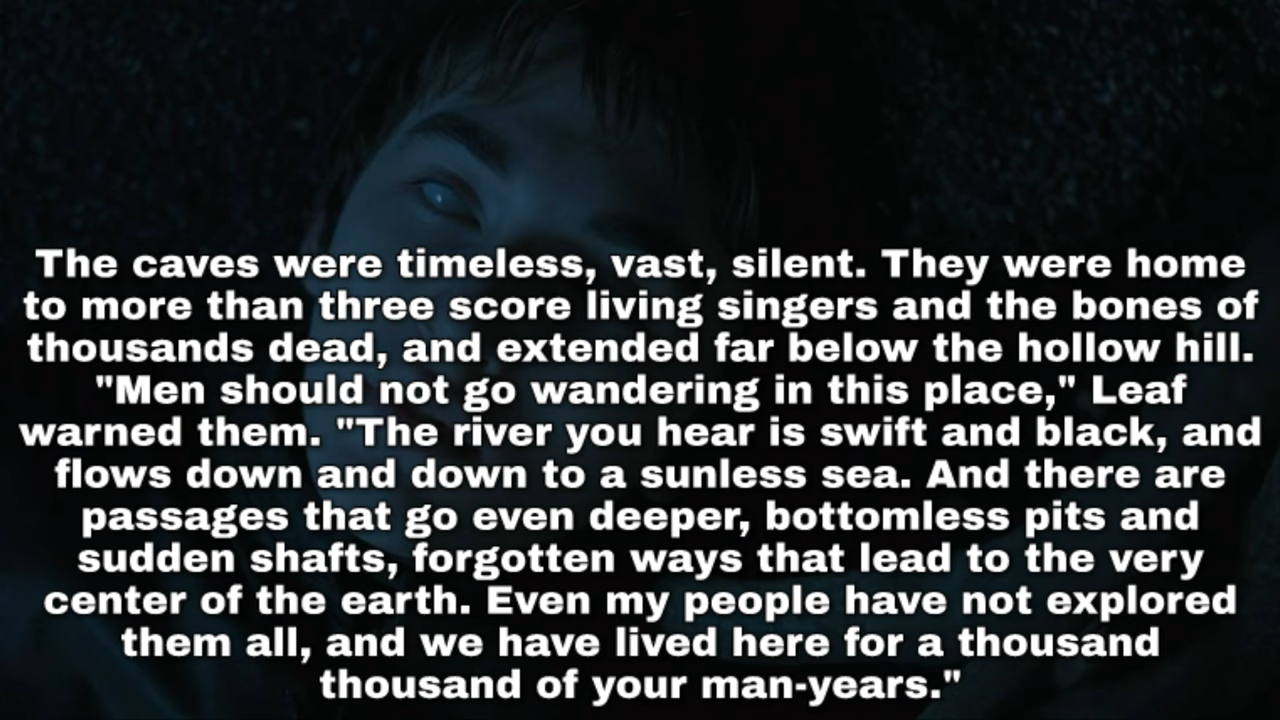 The caves were timeless, vast, silent. They were home
to more than three score living singers and the bones of
thousands dead, and extended far below the hollow hill.
"Men should not go wandering in this place," Leaf
warned them. "The river you hear is swift and black, and
flows down and down to a sunless sea. And there are
passages that go even deeper, bottomless pits and
sudden shafts, forgotten ways that lead to the very
center of the earth. Even my people have not explored
them all, and we have lived here for a thousand
thousand of your man-years."